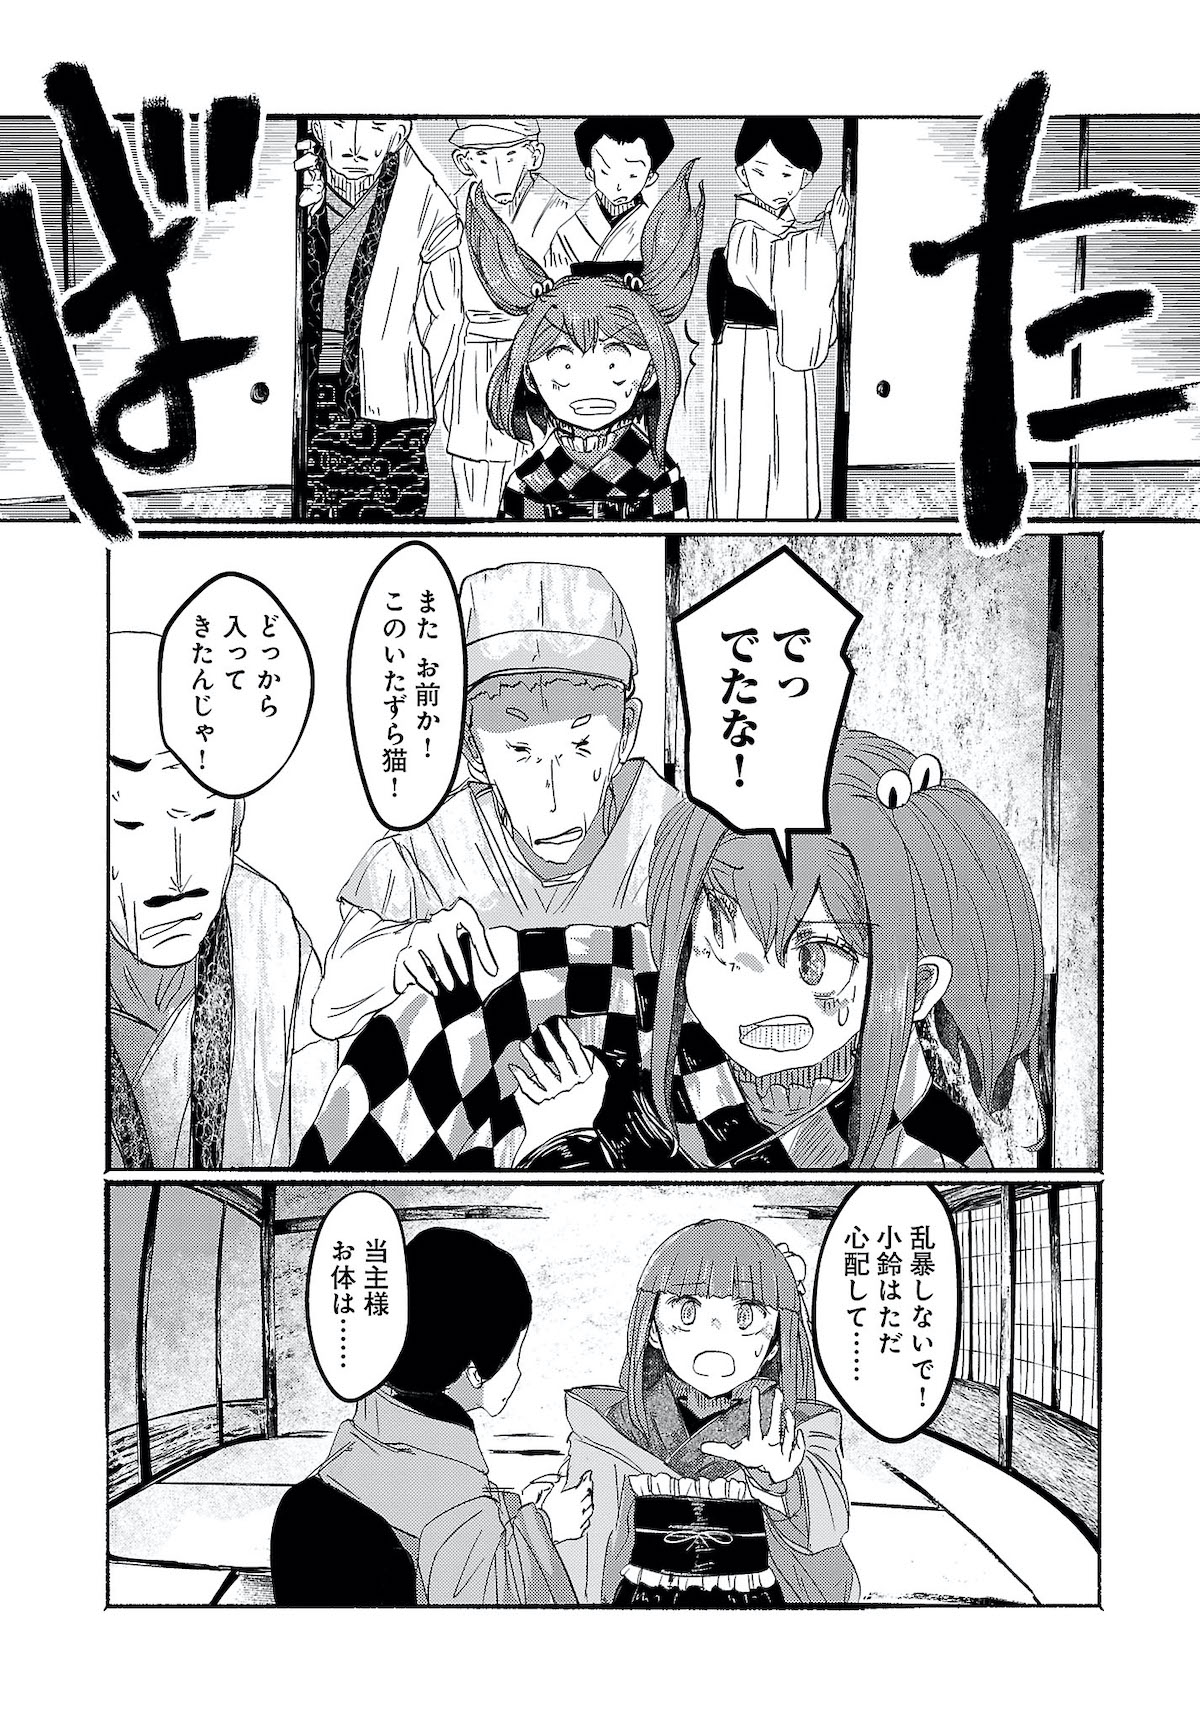 ばた
でっ
でたな！
また お前か！
このいたずら猫！
どっから
入って
きたんじゃ！
乱暴しないで！
小鈴はただ
心配して……
当主様
お体は……